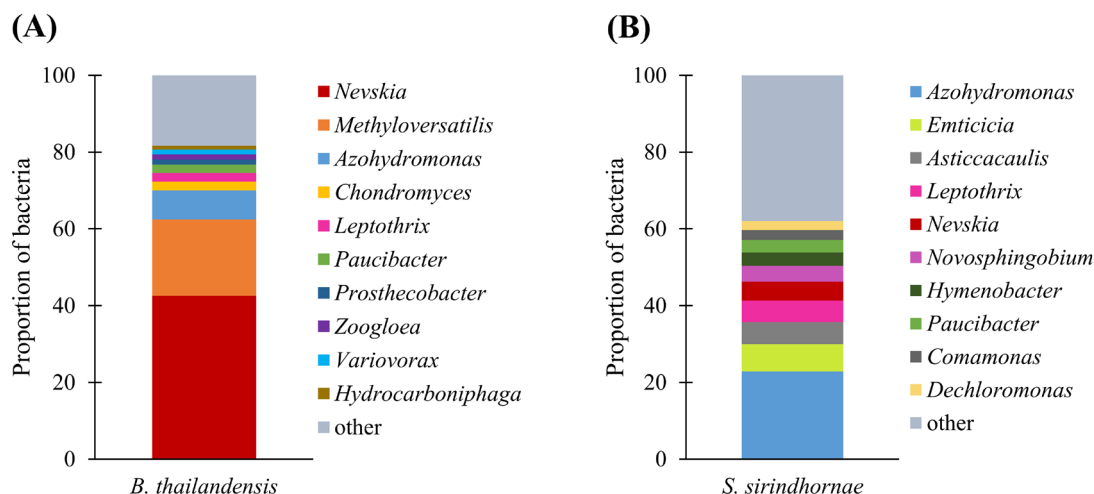 (A)
Proportion of bacteria
100
80
60
40
20
0
B. thailandensis
Nevskia
Methyloversatilis
Azohydromonas
Chondromyces
Leptothrix
Paucibacter
Prosthecobacter
Zoogloea
Variovorax
Hydrocarboniphaga
other
(B)
Proportion of bacteria
100
80
60
40
20
0
S. sirindhornae
Azohydromonas
Emticicia
Asticcacaulis
Leptothrix
Nevskia
Novosphingobium
Hymenobacter
Paucibacter
Comamonas
Dechloromonas
other